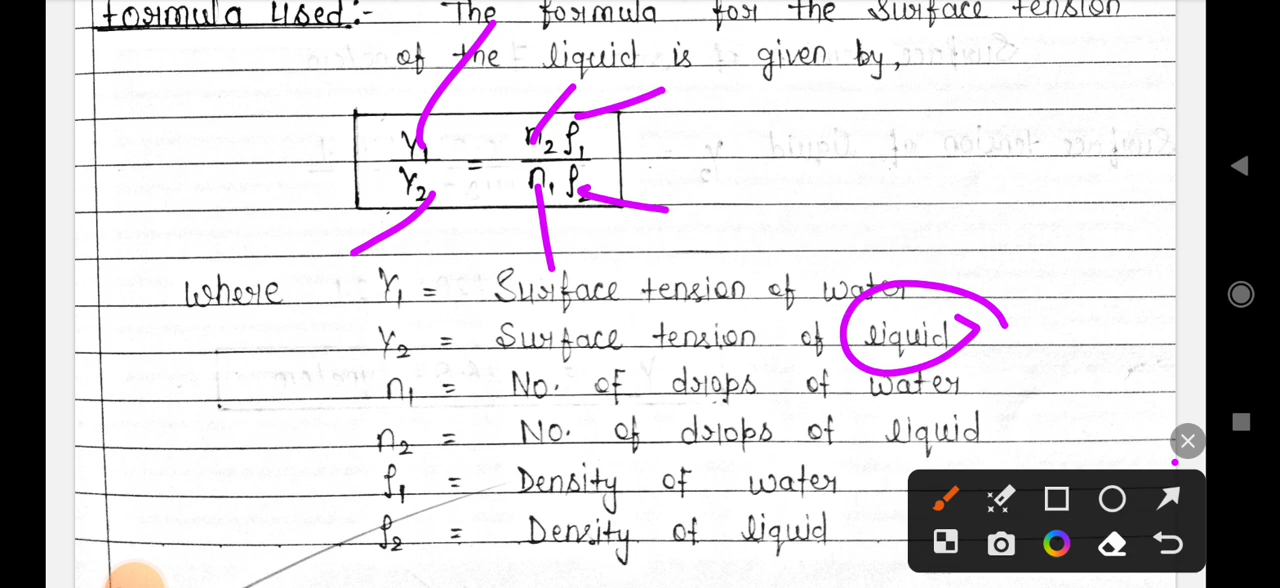 Formula Used:- The formula for the Surface tension
of the liquid is given by,
γ1/γ2 = n2 ρ1/n1 ρ2
where γ1 = Surface tension of water
γ2 = Surface tension of liquid
n1 = No. of drops of water
n2 = No. of drops of liquid
ρ1 = Density of water
ρ2 = Density of liquid